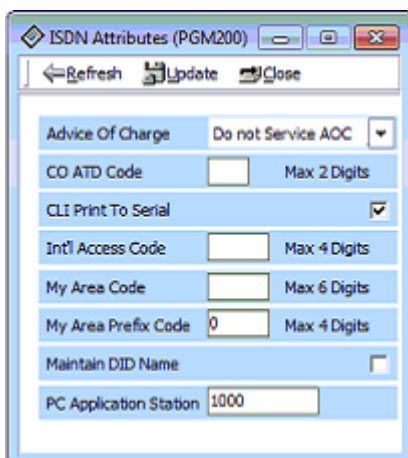 ISDN Attributes (PGM200)
Refresh Update Close
Advice Of Charge Do not Service AOC
CO ATD Code Max 2 Digits
CLI Print To Serial
Int'l Access Code Max 4 Digits
My Area Code Max 6 Digits
My Area Prefix Code 0 Max 4 Digits
Maintain DID Name
PC Application Station 1000